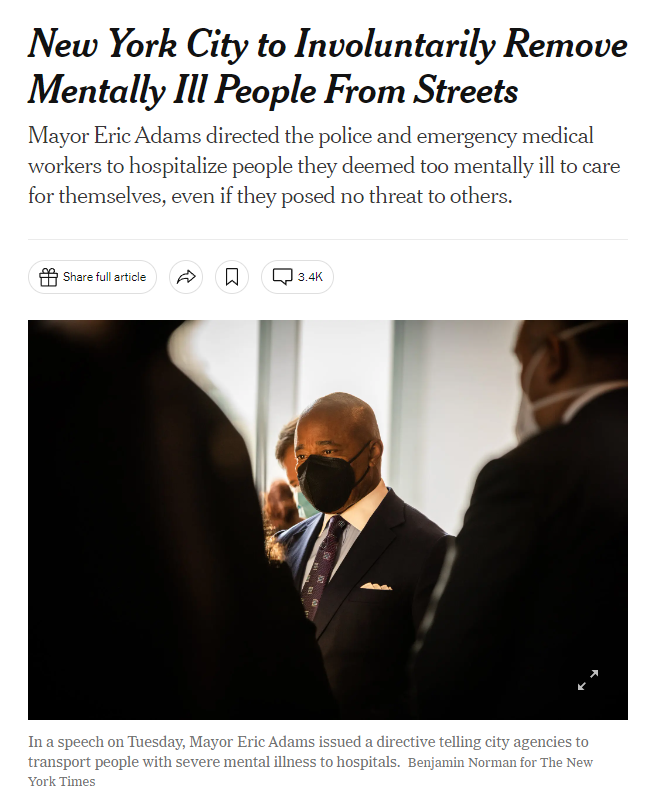 New York City to Involuntarily Remove
Mentally Ill People From Streets
Mayor Eric Adams directed the police and emergency medical
workers to hospitalize people they deemed too mentally ill to care
for themselves, even if they posed no threat to others.
Share full article
3.4K
In a speech on Tuesday, Mayor Eric Adams issued a directive telling city agencies to
transport people with severe mental illness to hospitals. Benjamin Norman for The New
York Times